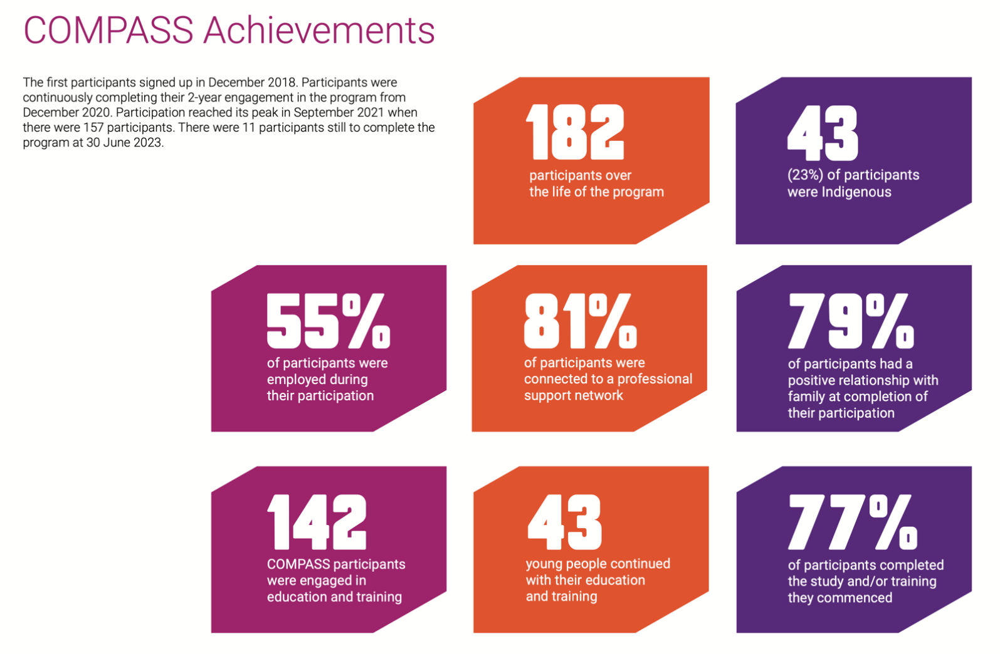 COMPASS Achievements
The first participants signed up in December 2018. Participants were
continuously completing their 2-year engagement in the program from
December 2020. Participation reached its peak in September 2021 when
there were 157 participants. There were 11 participants still to complete the
program at 30 June 2023.
182
participants over
the life of the program
43
(23%) of participants
were Indigenous
55%
of participants were
employed during
their participation
81%
of participants were
connected to a professional
support network
79%
of participants had a
positive relationship with
family at completion of
their participation
142
COMPASS participants
were engaged in
education and training
43
young people continued
with their education
and training
77%
of participants completed
the study and/or training
they commenced